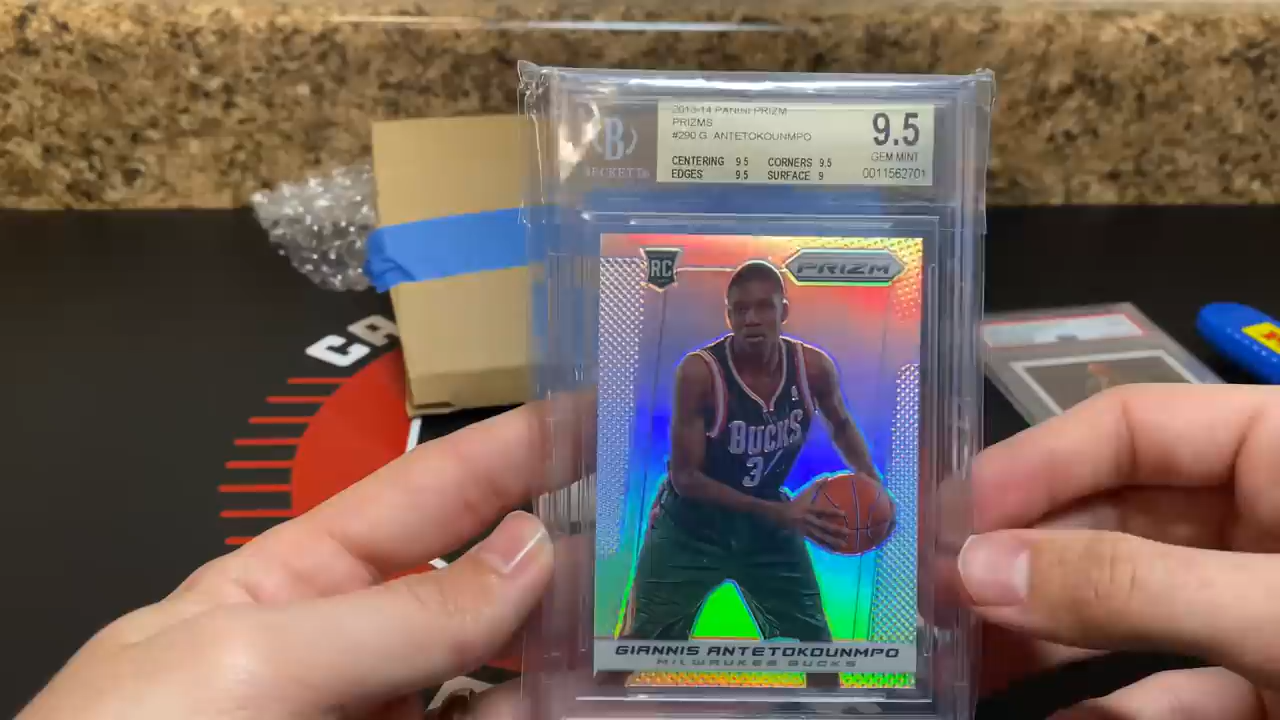 2013-14 PANINI PRIZM
PRIZMS
#290 G. ANTETOKOUNMPO
CENTERING 9.5 CORNERS 9.5
EDGES 9.5 SURFACE 9
9.5
GEM MINT
0011562701
B
BECKETT
RC
PRIZM
BUCKS
GIANNIS ANTETOKOUNMPO
MILWAUKEE BUCKS
CA